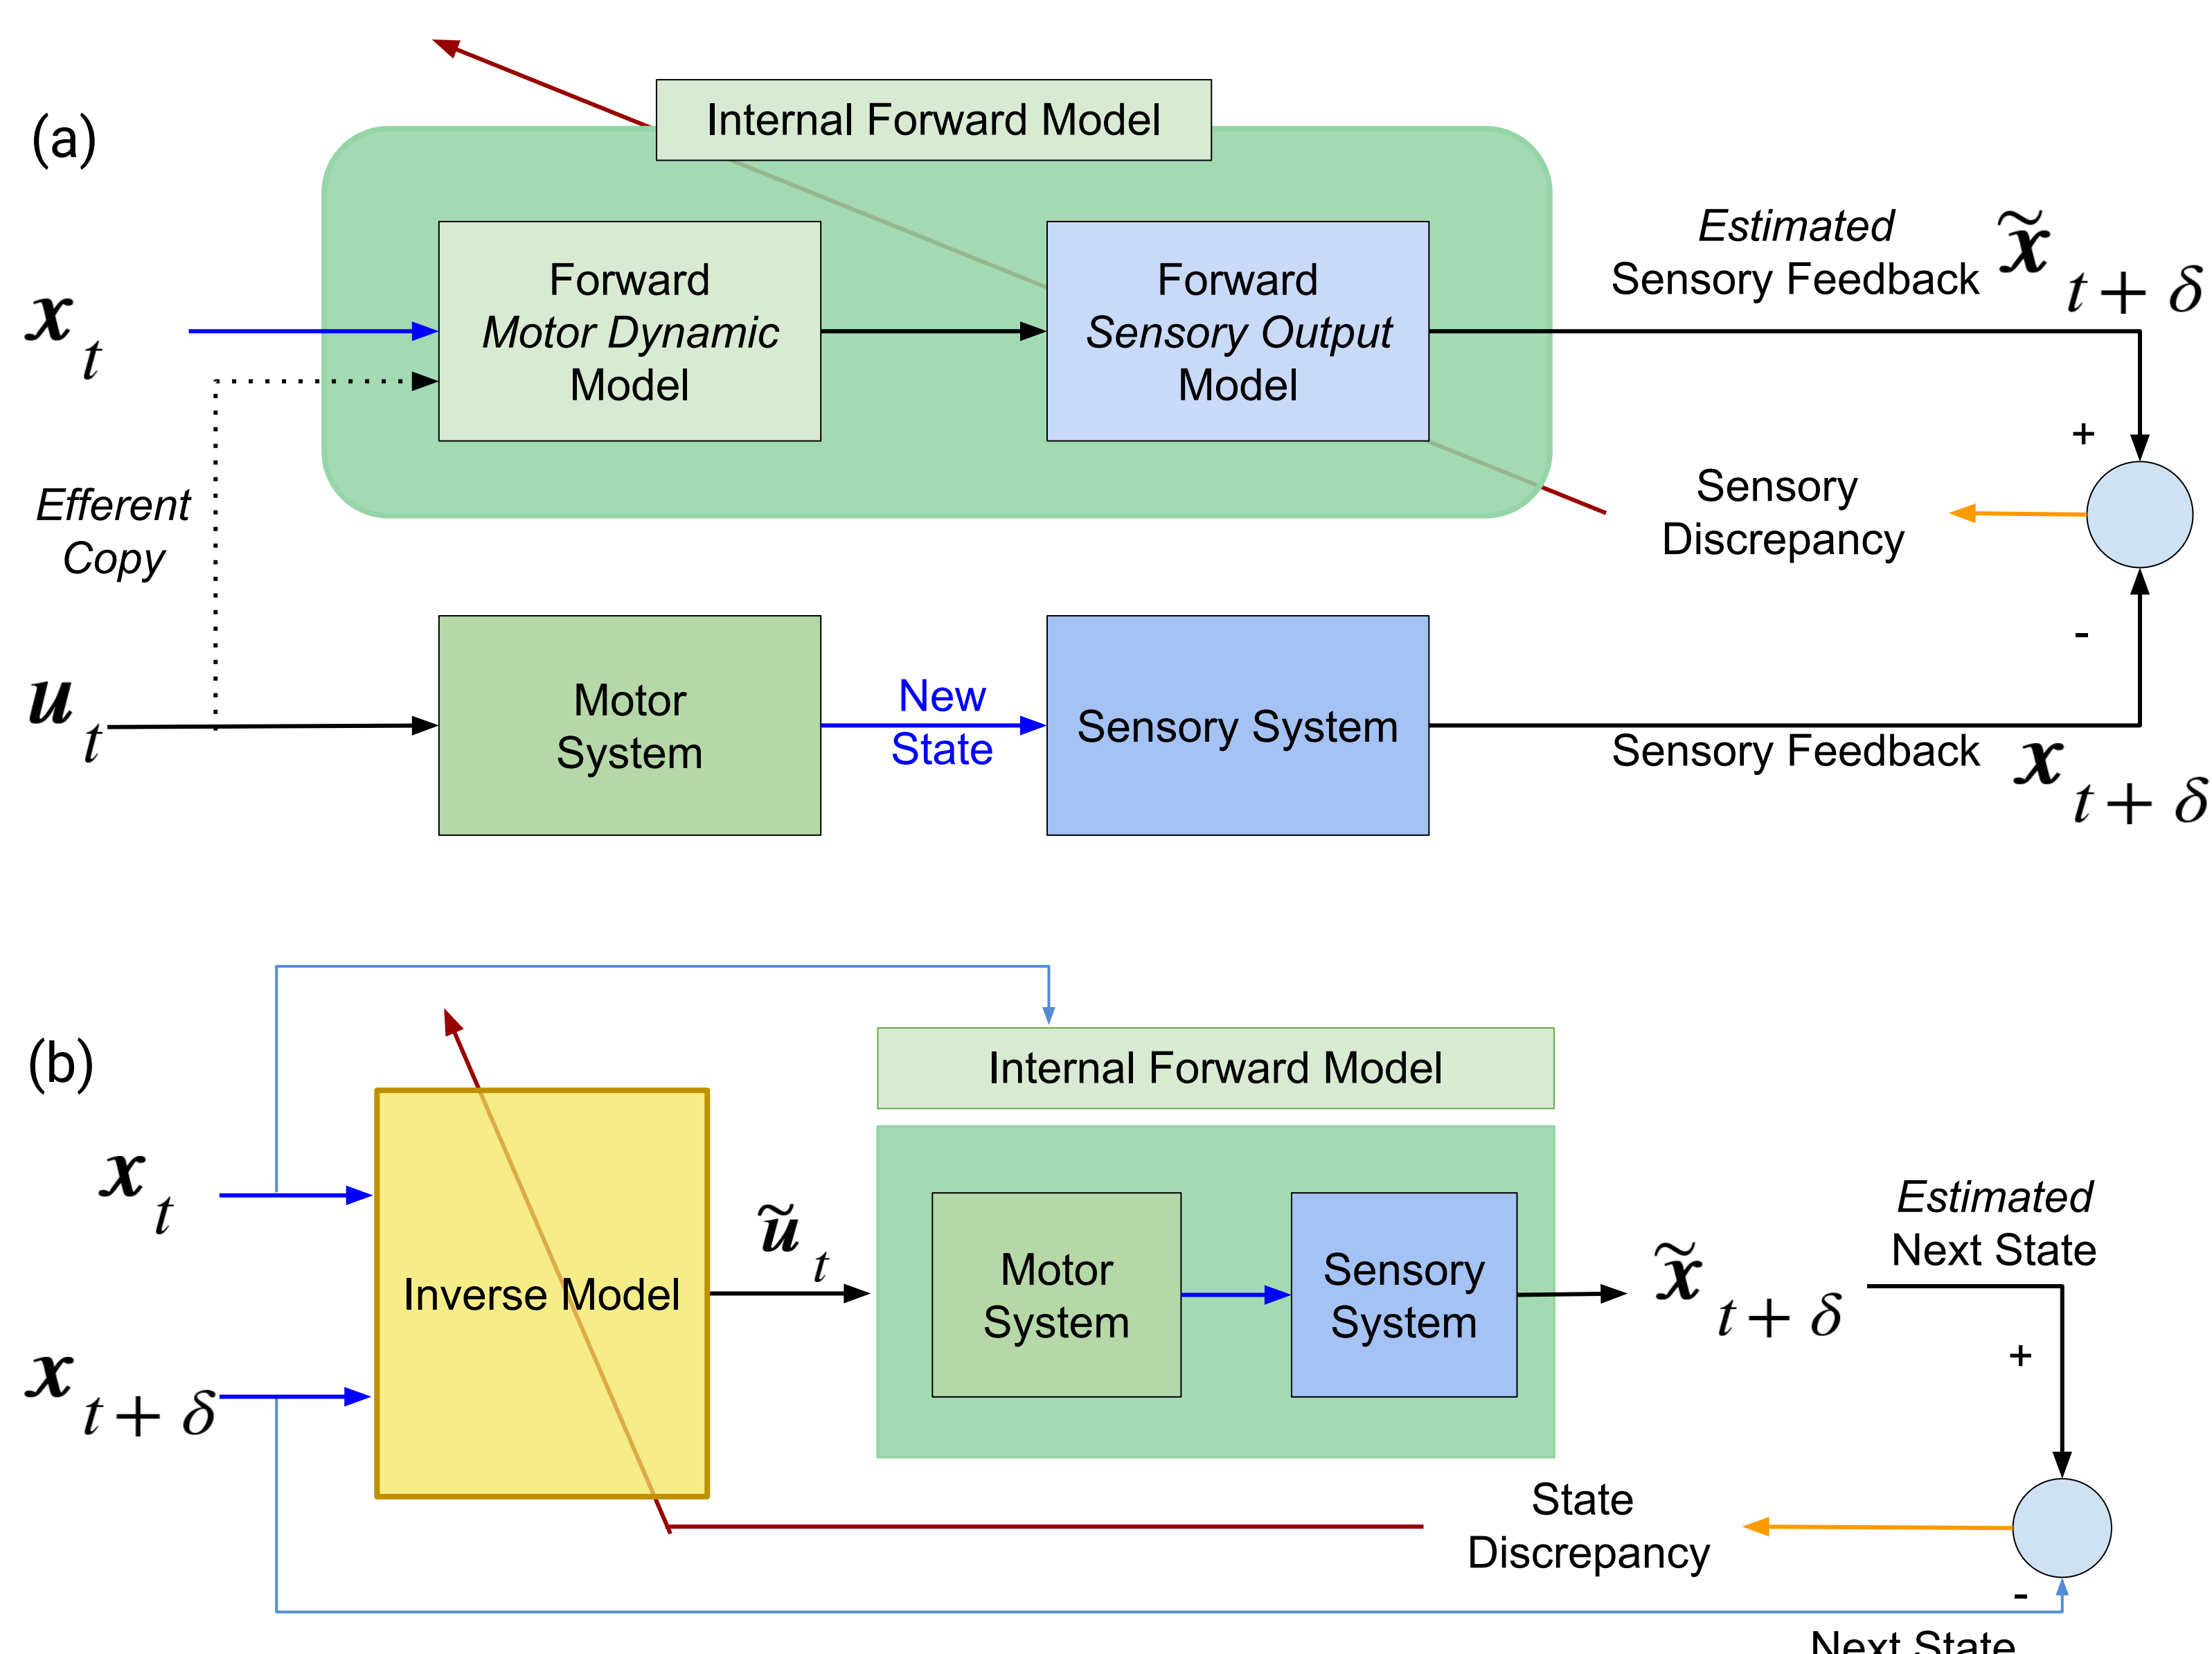 (a)
Internal Forward Model
Forward
Motor Dynamic
Model
Forward
Sensory Output
Model
Estimated
Sensory Feedback x̃ t + δ
x t
+
Efferent
Copy
Sensory
Discrepancy
-
u t
Motor
System
New
State
Sensory System
Sensory Feedback x t + δ
(b)
Internal Forward Model
x t
x t + δ
Inverse Model
ũ t
Motor
System
Sensory
System
x̃ t + δ
Estimated
Next State
+
State
Discrepancy
-
Next State